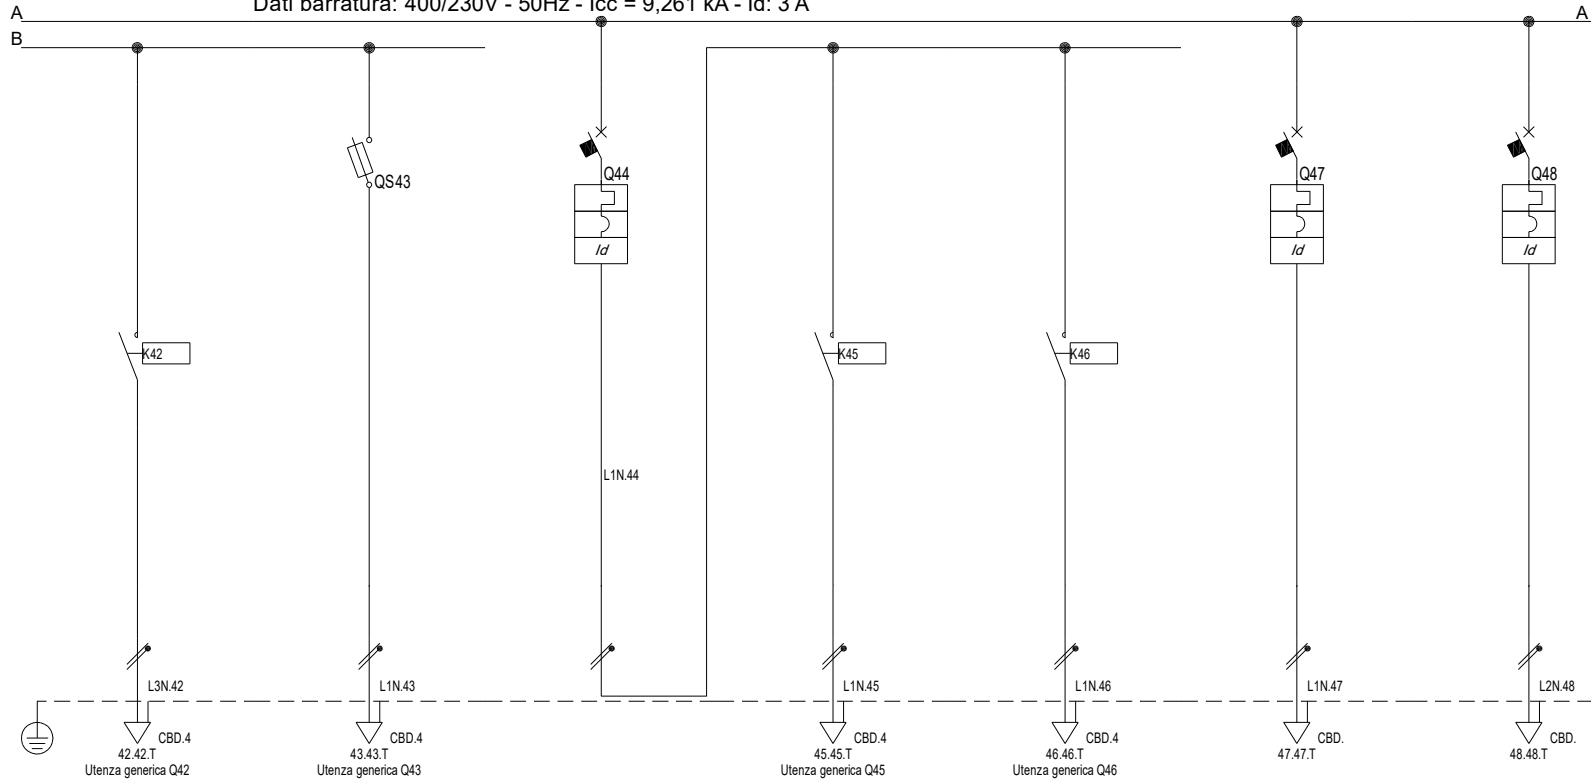 Dati barratura: 400/230V - 50Hz - Icc = 9,261 kA - Id: 3 A
A A
B
QS43
Q44 Q47 Q48
Id Id Id
K42 K45 K46
L1N.44
L3N.42 L1N.43 L1N.45 L1N.46 L1N.47 L2N.48
CBD.4 CBD.4 CBD.4 CBD.4 CBD. CBD.
42.42.T 43.43.T 45.45.T 46.46.T 47.47.T 48.48.T
Utenza generica Q42 Utenza generica Q43 Utenza generica Q45 Utenza generica Q46